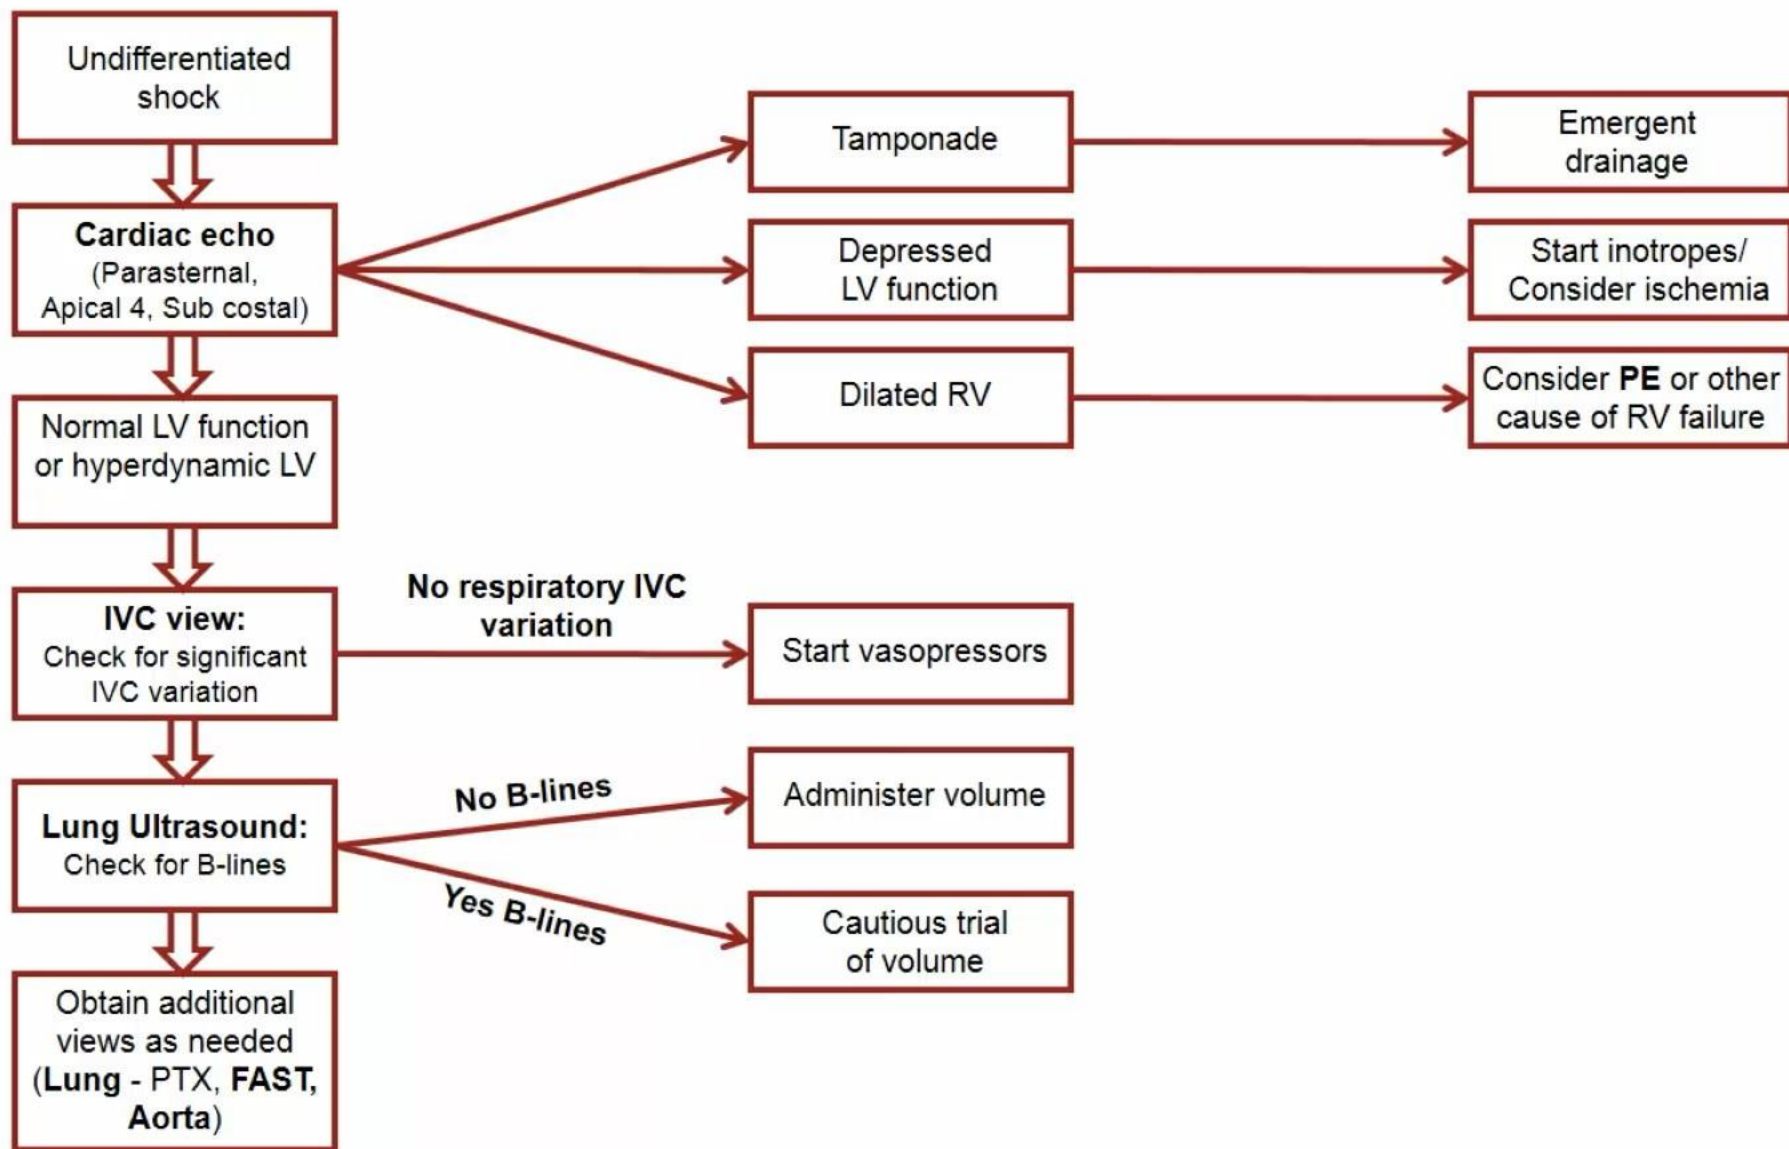 Undifferentiated
shock
Cardiac echo
(Parasternal,
Apical 4, Sub costal)
Tamponade
Emergent
drainage
Depressed
LV function
Start inotropes/
Consider ischemia
Dilated RV
Consider PE or other
cause of RV failure
Normal LV function
or hyperdynamic LV
IVC view:
Check for significant
IVC variation
No respiratory IVC
variation
Start vasopressors
Lung Ultrasound:
Check for B-lines
No B-lines
Administer volume
Yes B-lines
Cautious trial
of volume
Obtain additional
views as needed
(Lung - PTX, FAST,
Aorta)